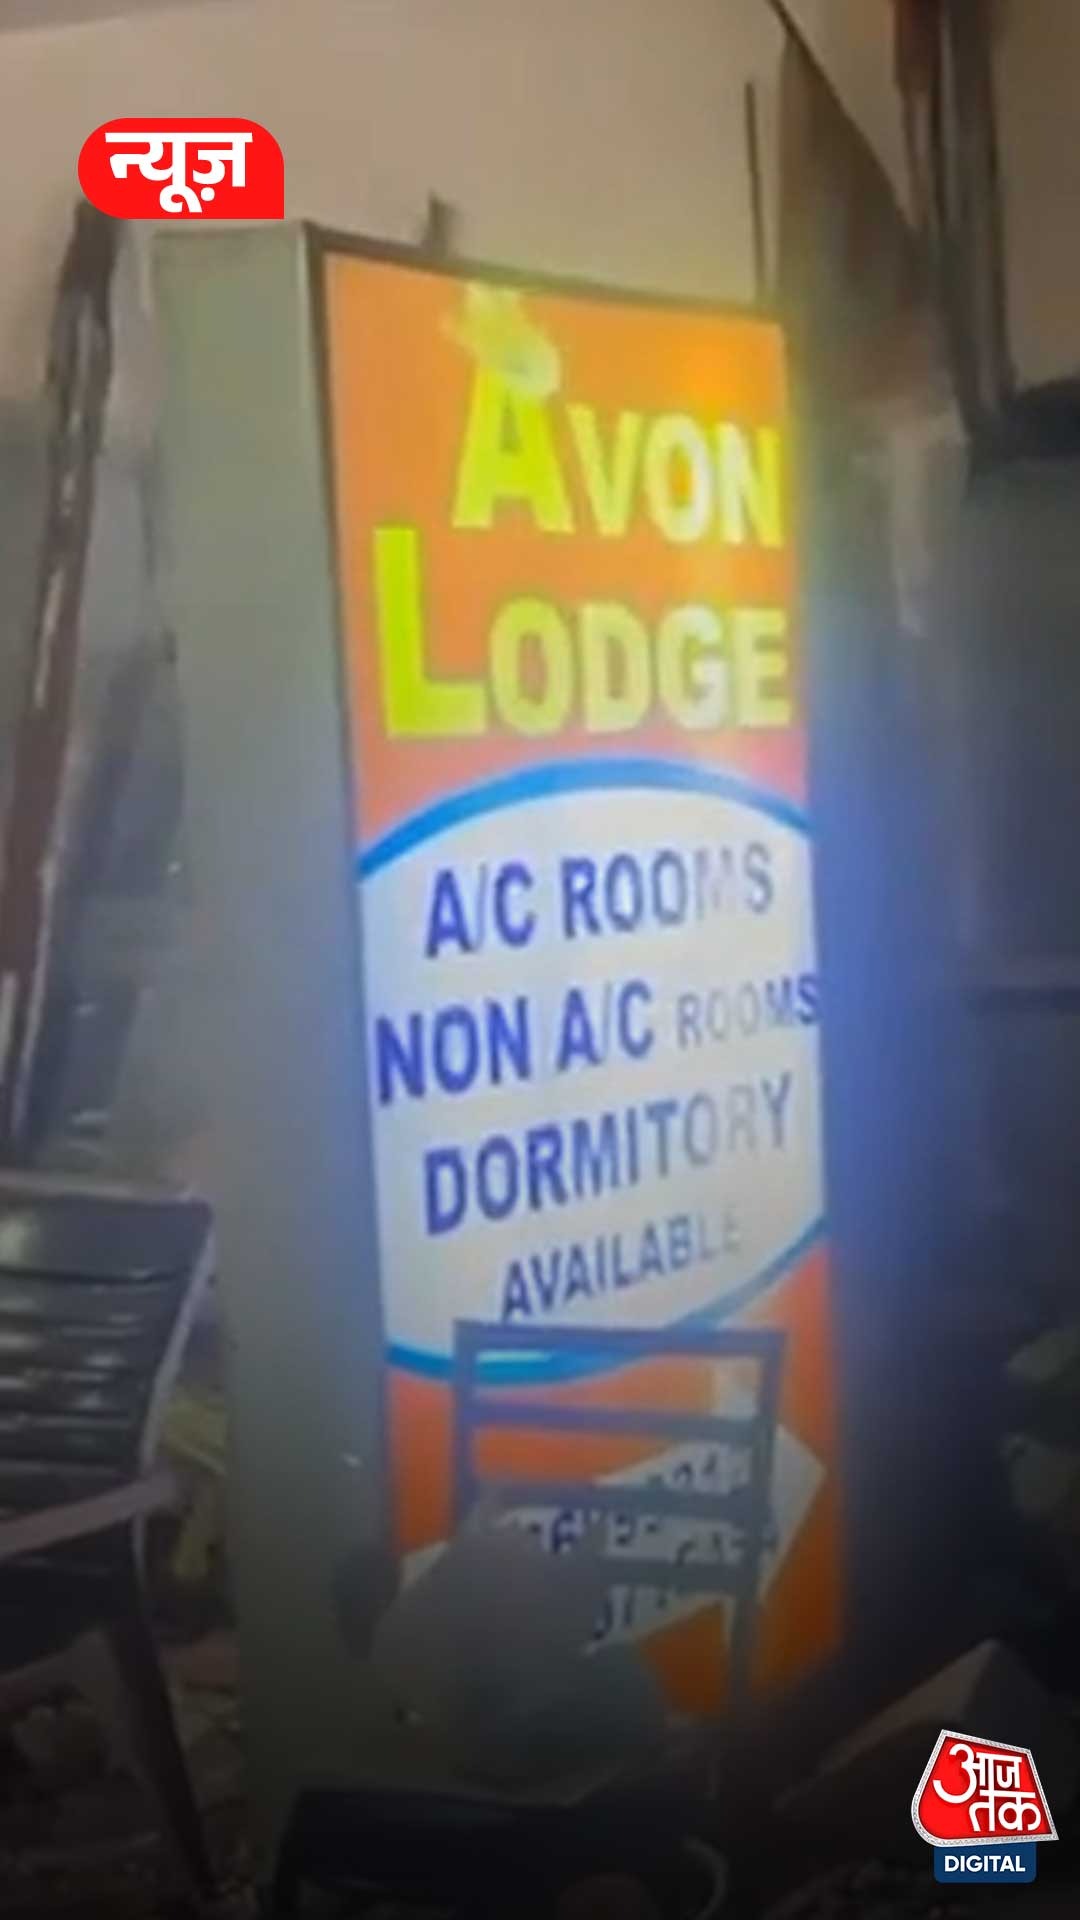 न्यूज़
AVON
LODGE
A/C ROOMS
NON A/C ROOMS
DORMITORY
AVAILABLE
आज
तक
DIGITAL